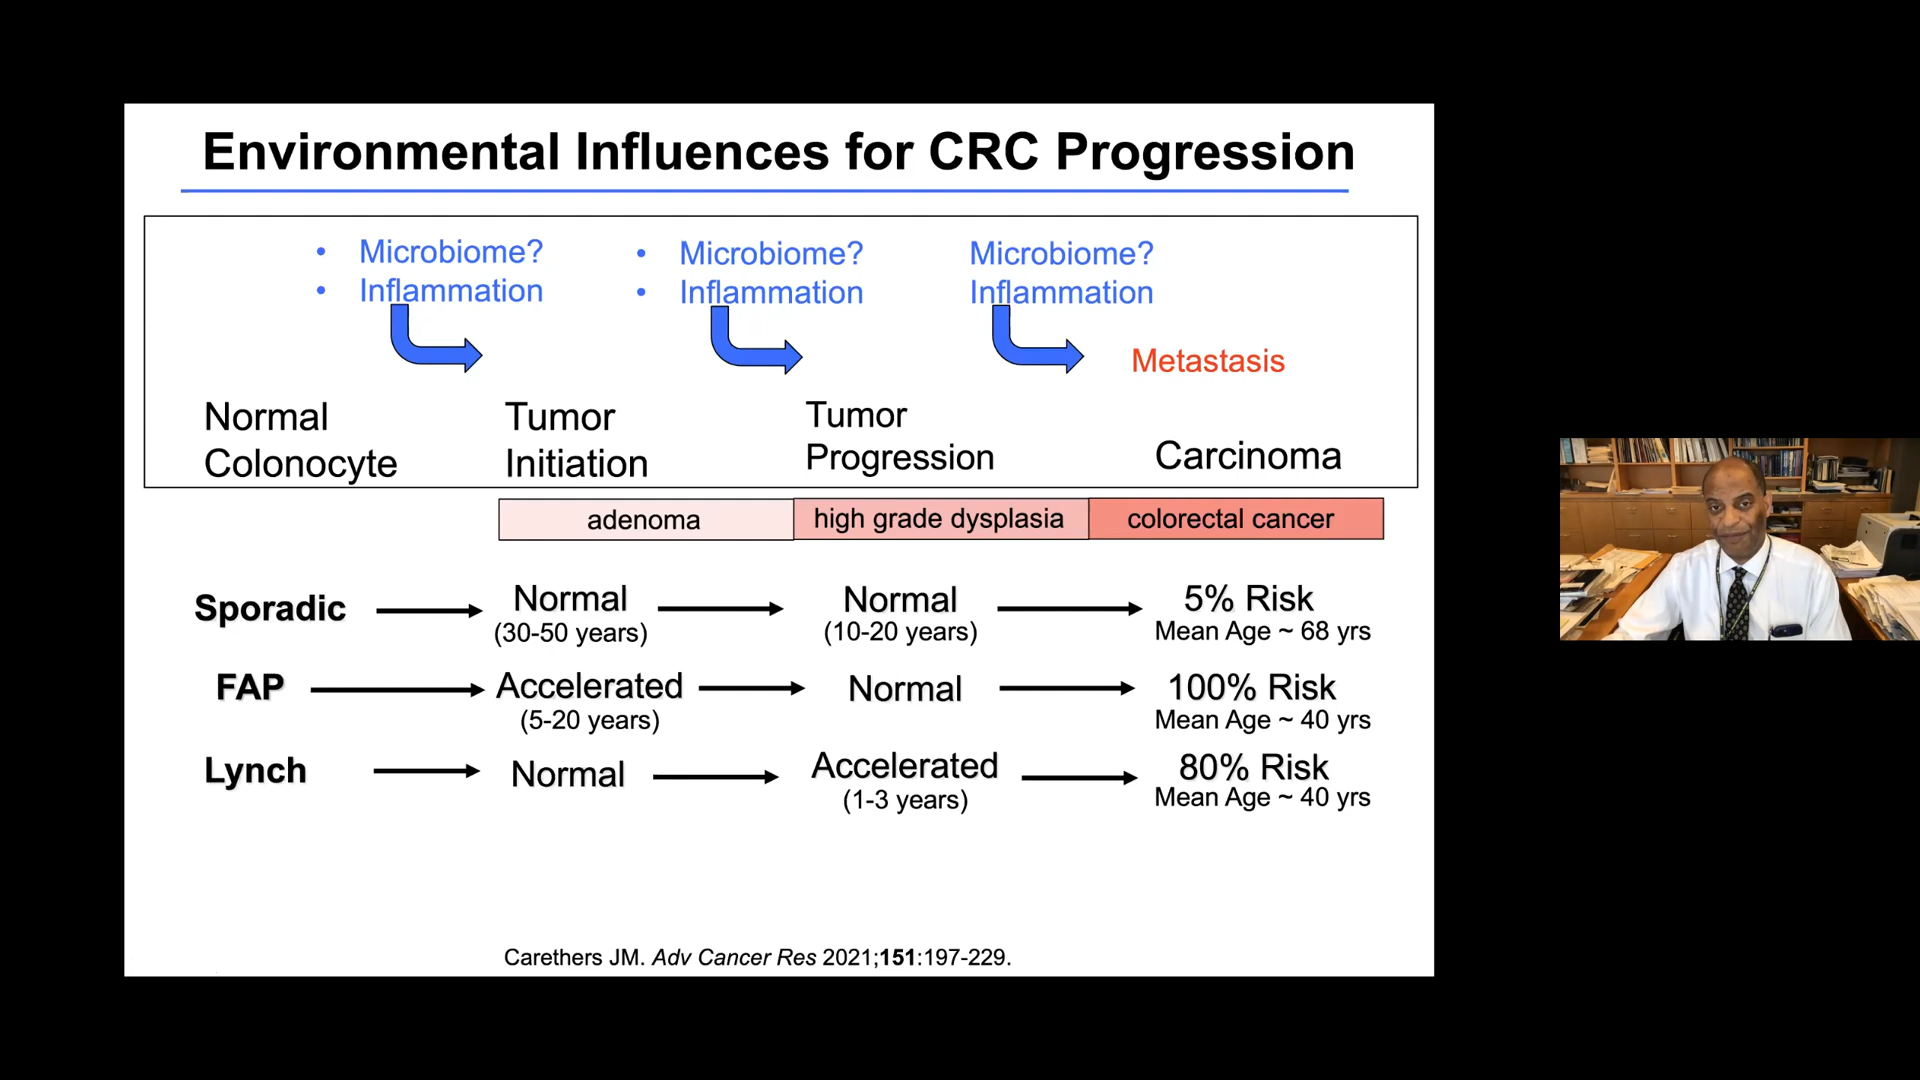 Environmental Influences for CRC Progression
• Microbiome?
• Inflammation
• Microbiome?
• Inflammation
Microbiome?
Inflammation
Metastasis
Normal
Colonocyte
Tumor
Initiation
Tumor
Progression
Carcinoma
adenoma
high grade dysplasia
colorectal cancer
Sporadic
Normal
(30-50 years)
Normal
(10-20 years)
5% Risk
Mean Age ~ 68 yrs
FAP
Accelerated
(5-20 years)
Normal
100% Risk
Mean Age ~ 40 yrs
Lynch
Normal
Accelerated
(1-3 years)
80% Risk
Mean Age ~ 40 yrs
Carethers JM. Adv Cancer Res 2021;151:197-229.